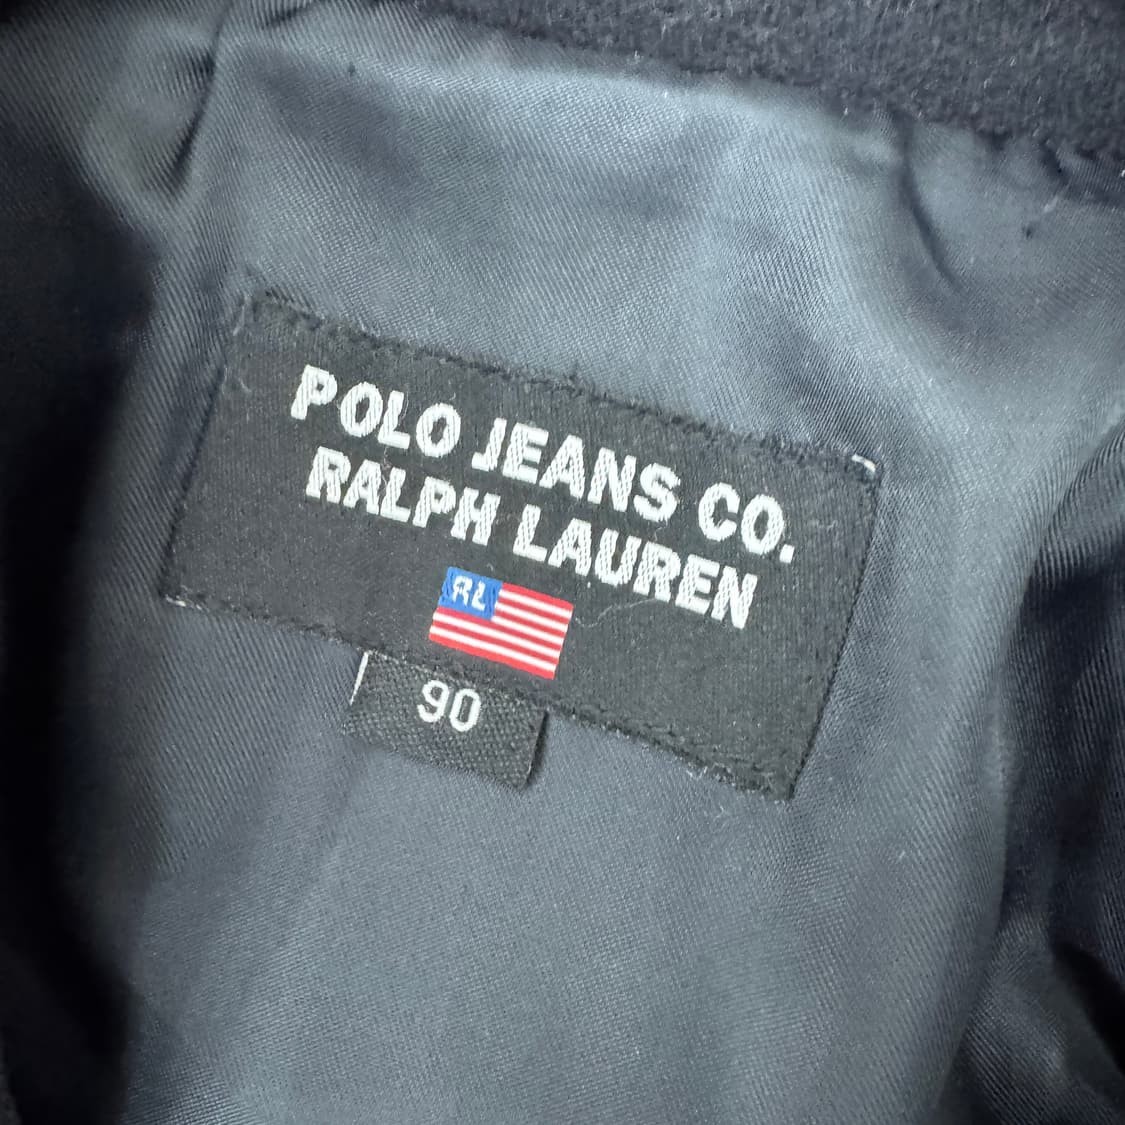 POLO JEANS CO.
RALPH LAUREN
RL
90